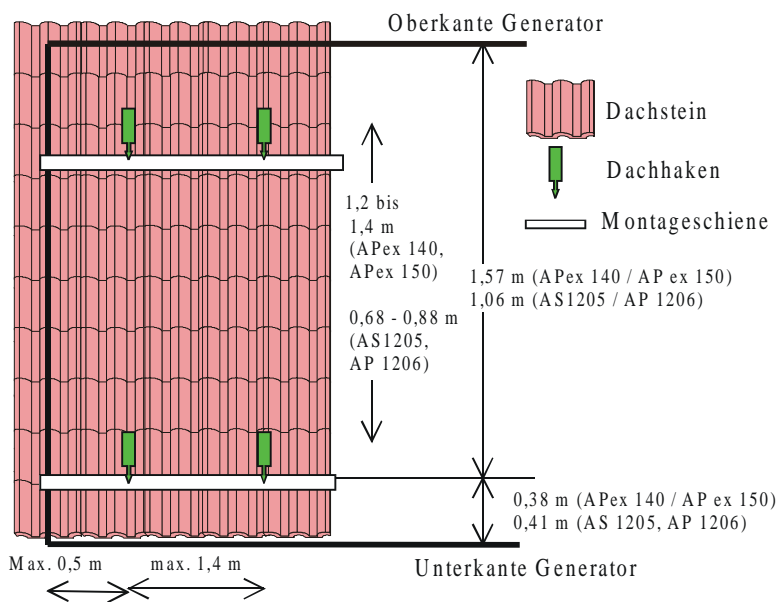 Oberkante Generator
Dachstein
Dachhaken
Montageschiene
1,2 bis
1,4 m
(APex 140,
APex 150)
0,68 - 0,88 m
(AS1205,
AP 1206)
1,57 m (APex 140 / AP ex 150)
1,06 m (AS1205 / AP 1206)
0,38 m (APex 140 / AP ex 150)
0,41 m (AS 1205, AP 1206)
Max. 0,5 m
max. 1,4 m
Unterkante Generator